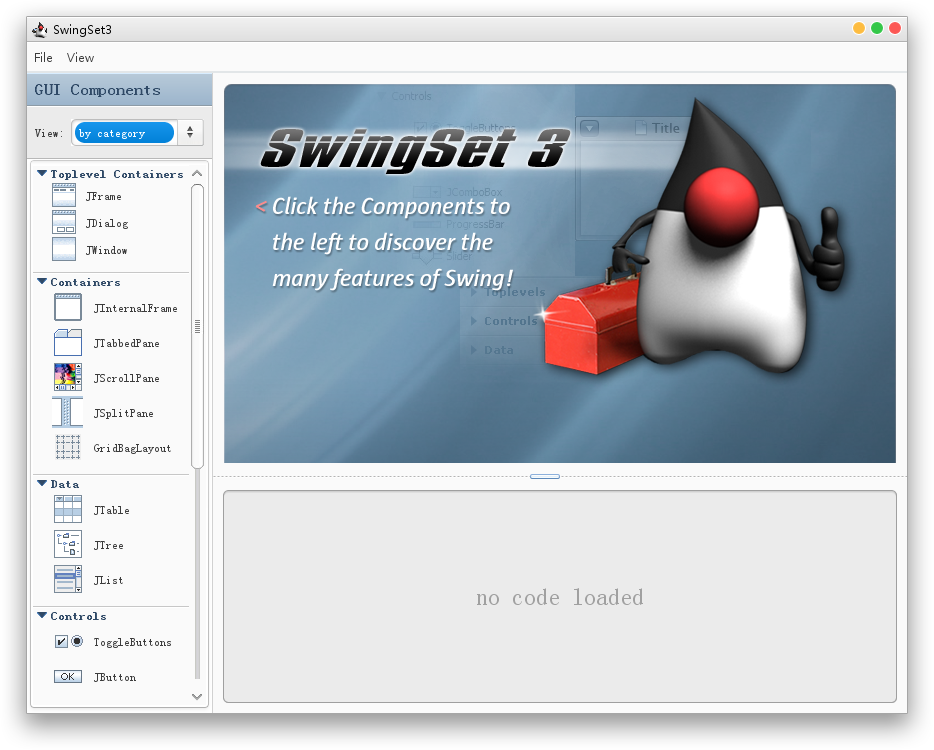 SwingSet3
File View
GUI Components
View: by category
Toplevel Containers
JFrame
JDialog
JWindow
Containers
JInternalFrame
JTabbedPane
JScrollPane
JSplitPane
GridBagLayout
Data
JTable
JTree
JList
Controls
ToggleButtons
OK JButton
Controls
ToggleButtons
Title
SwingSet 3
JComboBox
< Click the Components to
ProgressBar
the left to discover the
Slider
many features of Swing!
Toplevels
Controls
Data
no code loaded